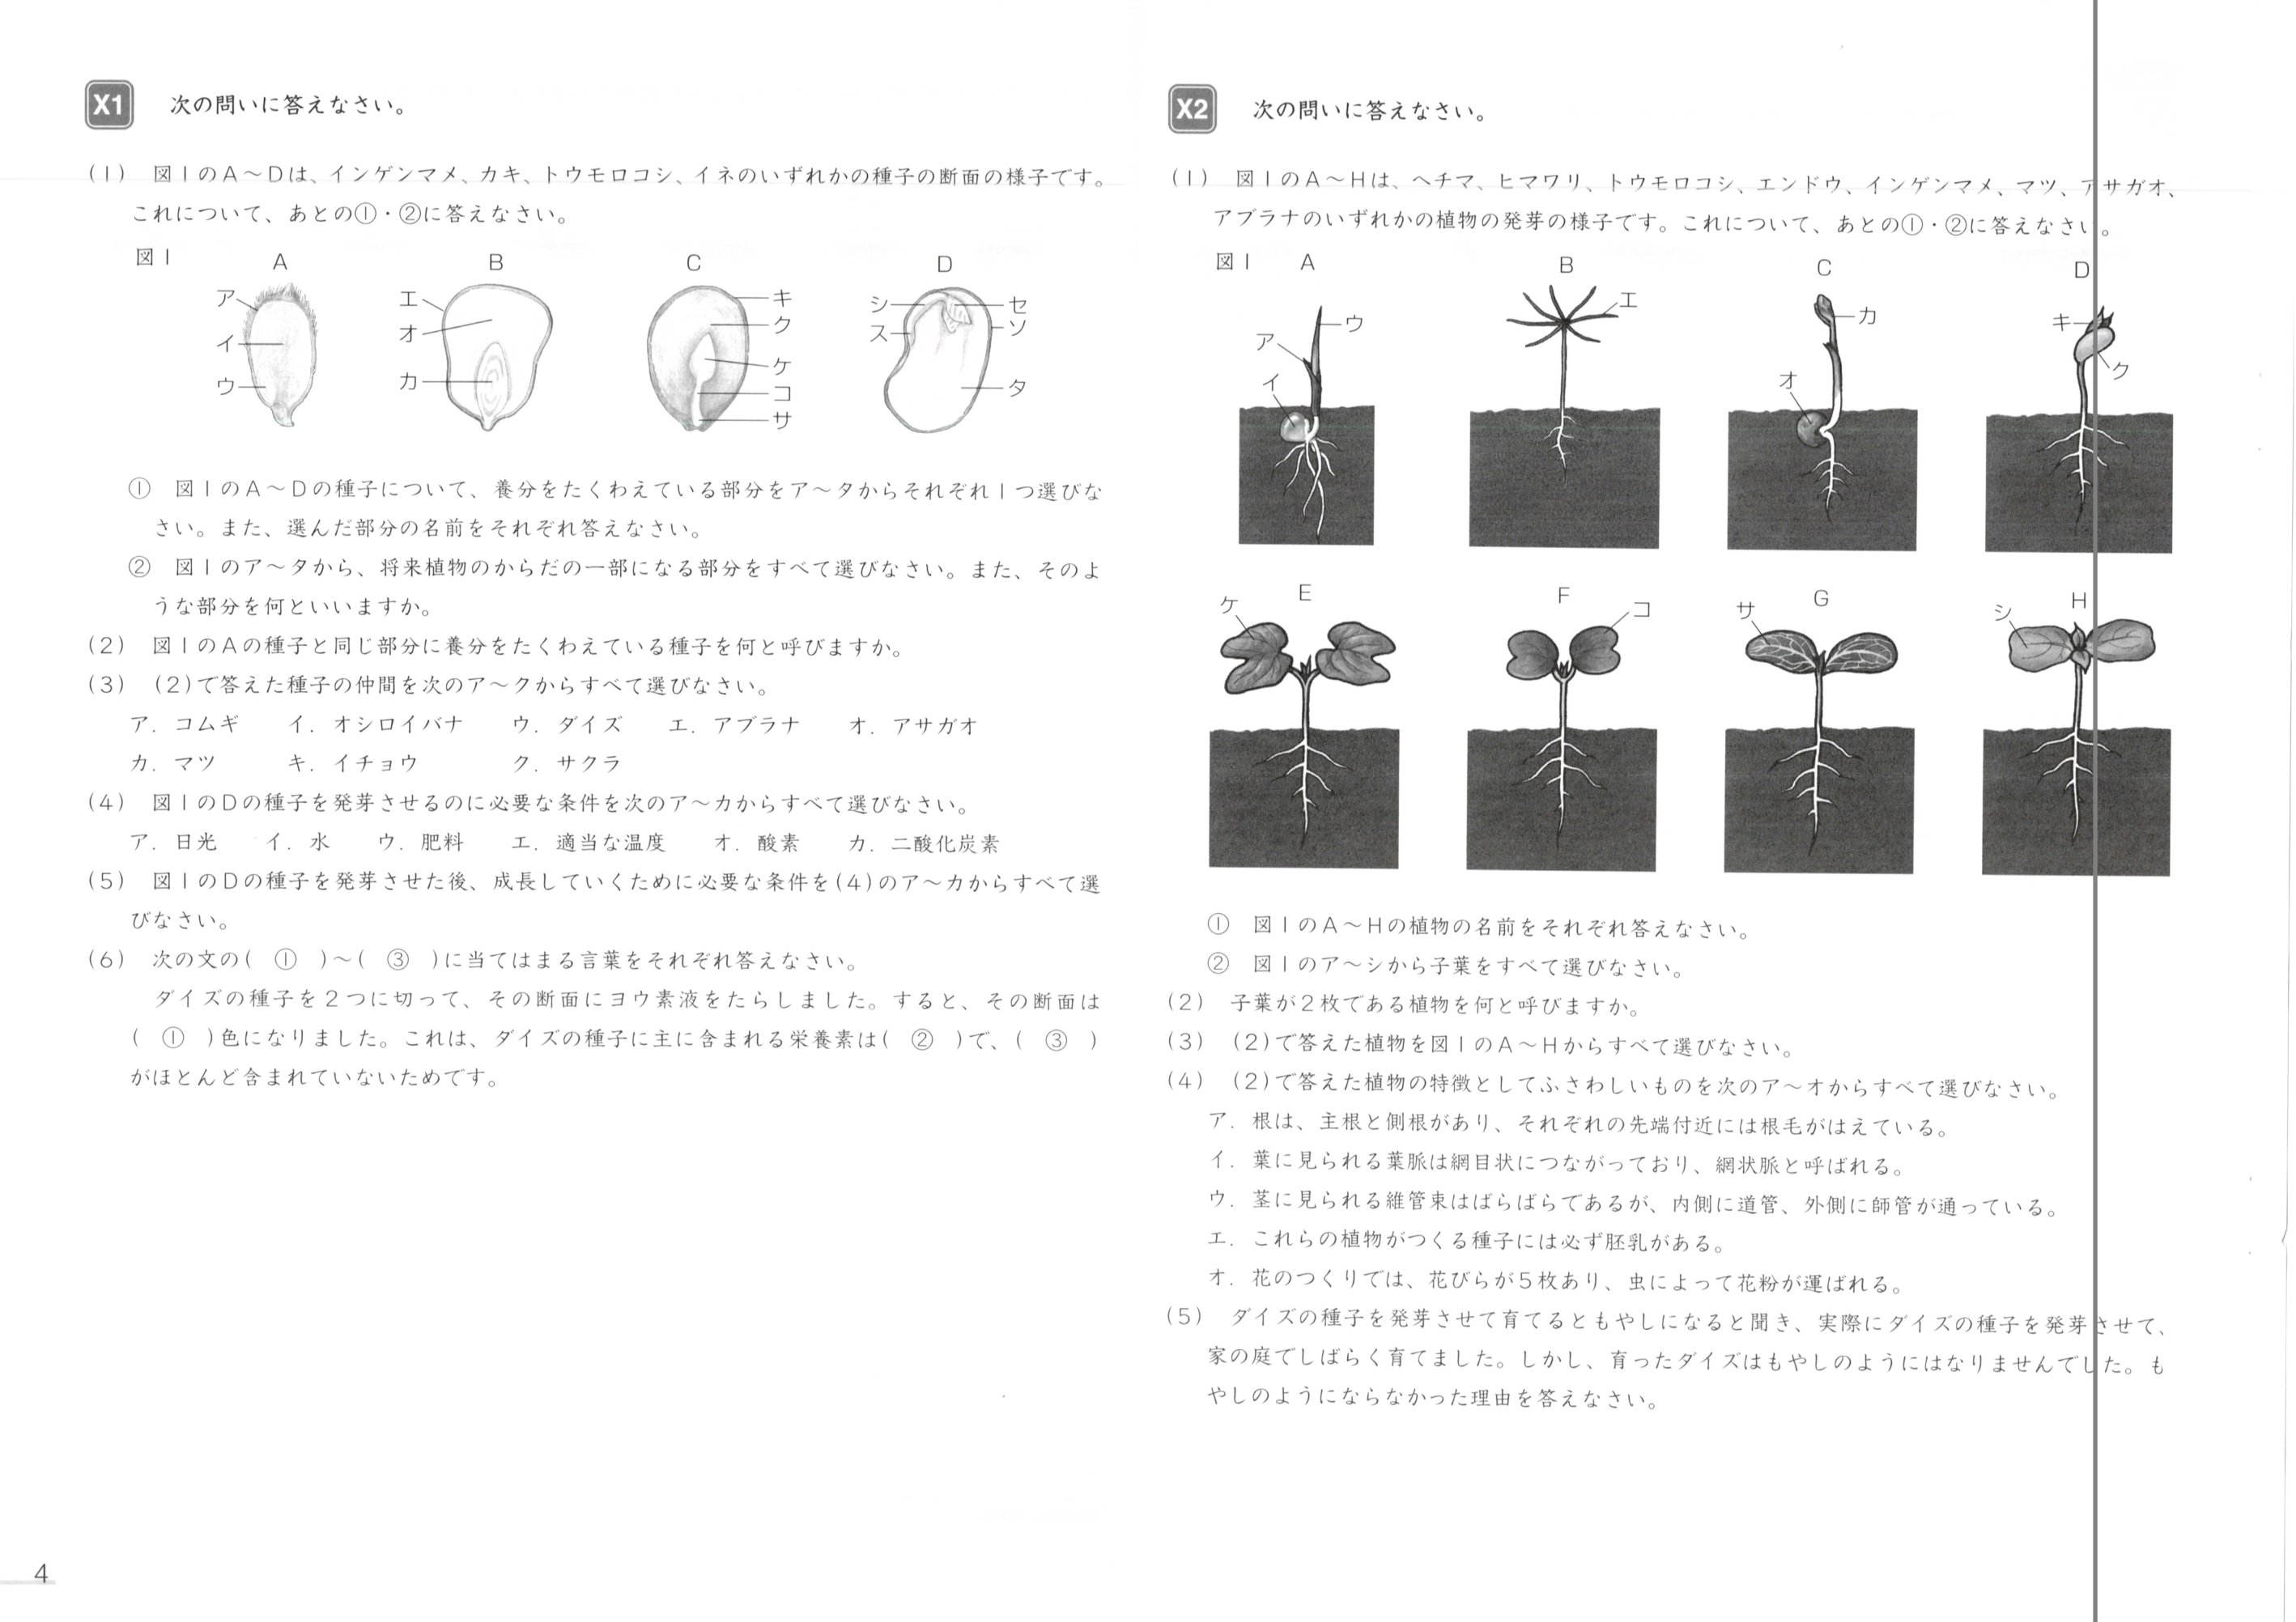 X1 次の問いに答えなさい。
(1) 図1のA～Dは、インゲンマメ、カキ、トウモロコシ、イネのいずれかの種子の断面の様子です。
これについて、あとの①・②に答えなさい。
図1 A B C D
ア
イ
ウ
エ
オ
カ
キ
ク
ケ
コ
サ
シ
ス
セ
ソ
タ
① 図1のA～Dの種子について、養分をたくわえている部分をア～タからそれぞれ1つ選びな
さい。また、選んだ部分の名前をそれぞれ答えなさい。
② 図1のア～タから、将来植物のからだの一部になる部分をすべて選びなさい。また、そのよ
うな部分を何といいますか。
(2) 図1のAの種子と同じ部分に養分をたくわえている種子を何と呼びますか。
(3) (2)で答えた種子の仲間を次のア～クからすべて選びなさい。
ア. コムギ イ. オシロイバナ ウ. ダイズ エ. アブラナ オ. アサガオ
カ. マツ キ. イチョウ ク. サクラ
(4) 図1のDの種子を発芽させるのに必要な条件を次のア～カからすべて選びなさい。
ア. 日光 イ. 水 ウ. 肥料 エ. 適当な温度 オ. 酸素 カ. 二酸化炭素
(5) 図1のDの種子を発芽させた後、成長していくために必要な条件を(4)のア～カからすべて選
びなさい。
(6) 次の文の( ① )～( ③ )に当てはまる言葉をそれぞれ答えなさい。
ダイズの種子を2つに切って、その断面にヨウ素液をたらしました。すると、その断面は
( ① )色になりました。これは、ダイズの種子に主に含まれる栄養素は( ② )で、( ③ )
がほとんど含まれていないためです。
4
X2 次の問いに答えなさい。
(1) 図1のA～Hは、ヘチマ、ヒマワリ、トウモロコシ、エンドウ、インゲンマメ、マツ、アサガオ、
アブラナのいずれかの植物の発芽の様子です。これについて、あとの①・②に答えなさい。
図1 A B C D
ア
イ
ウ
エ
オ
カ
キ
ク
E F G H
ケ
コ
サ
シ
① 図1のA～Hの植物の名前をそれぞれ答えなさい。
② 図1のア～シから子葉をすべて選びなさい。
(2) 子葉が2枚である植物を何と呼びますか。
(3) (2)で答えた植物を図1のA～Hからすべて選びなさい。
(4) (2)で答えた植物の特徴としてふさわしいものを次のア～オからすべて選びなさい。
ア. 根は、主根と側根があり、それぞれの先端付近には根毛がはえている。
イ. 葉に見られる葉脈は網目状につながっており、網状脈と呼ばれる。
ウ. 茎に見られる維管束はばらばらであるが、内側に道管、外側に師管が通っている。
エ. これらの植物がつくる種子には必ず胚乳がある。
オ. 花のつくりでは、花びらが5枚あり、虫によって花粉が運ばれる。
(5) ダイズの種子を発芽させて育てるともやしになると聞き、実際にダイズの種子を発芽させて、
家の庭でしばらく育てました。しかし、育ったダイズはもやしのようにはなりませんでした。も
やしのようにならなかった理由を答えなさい。